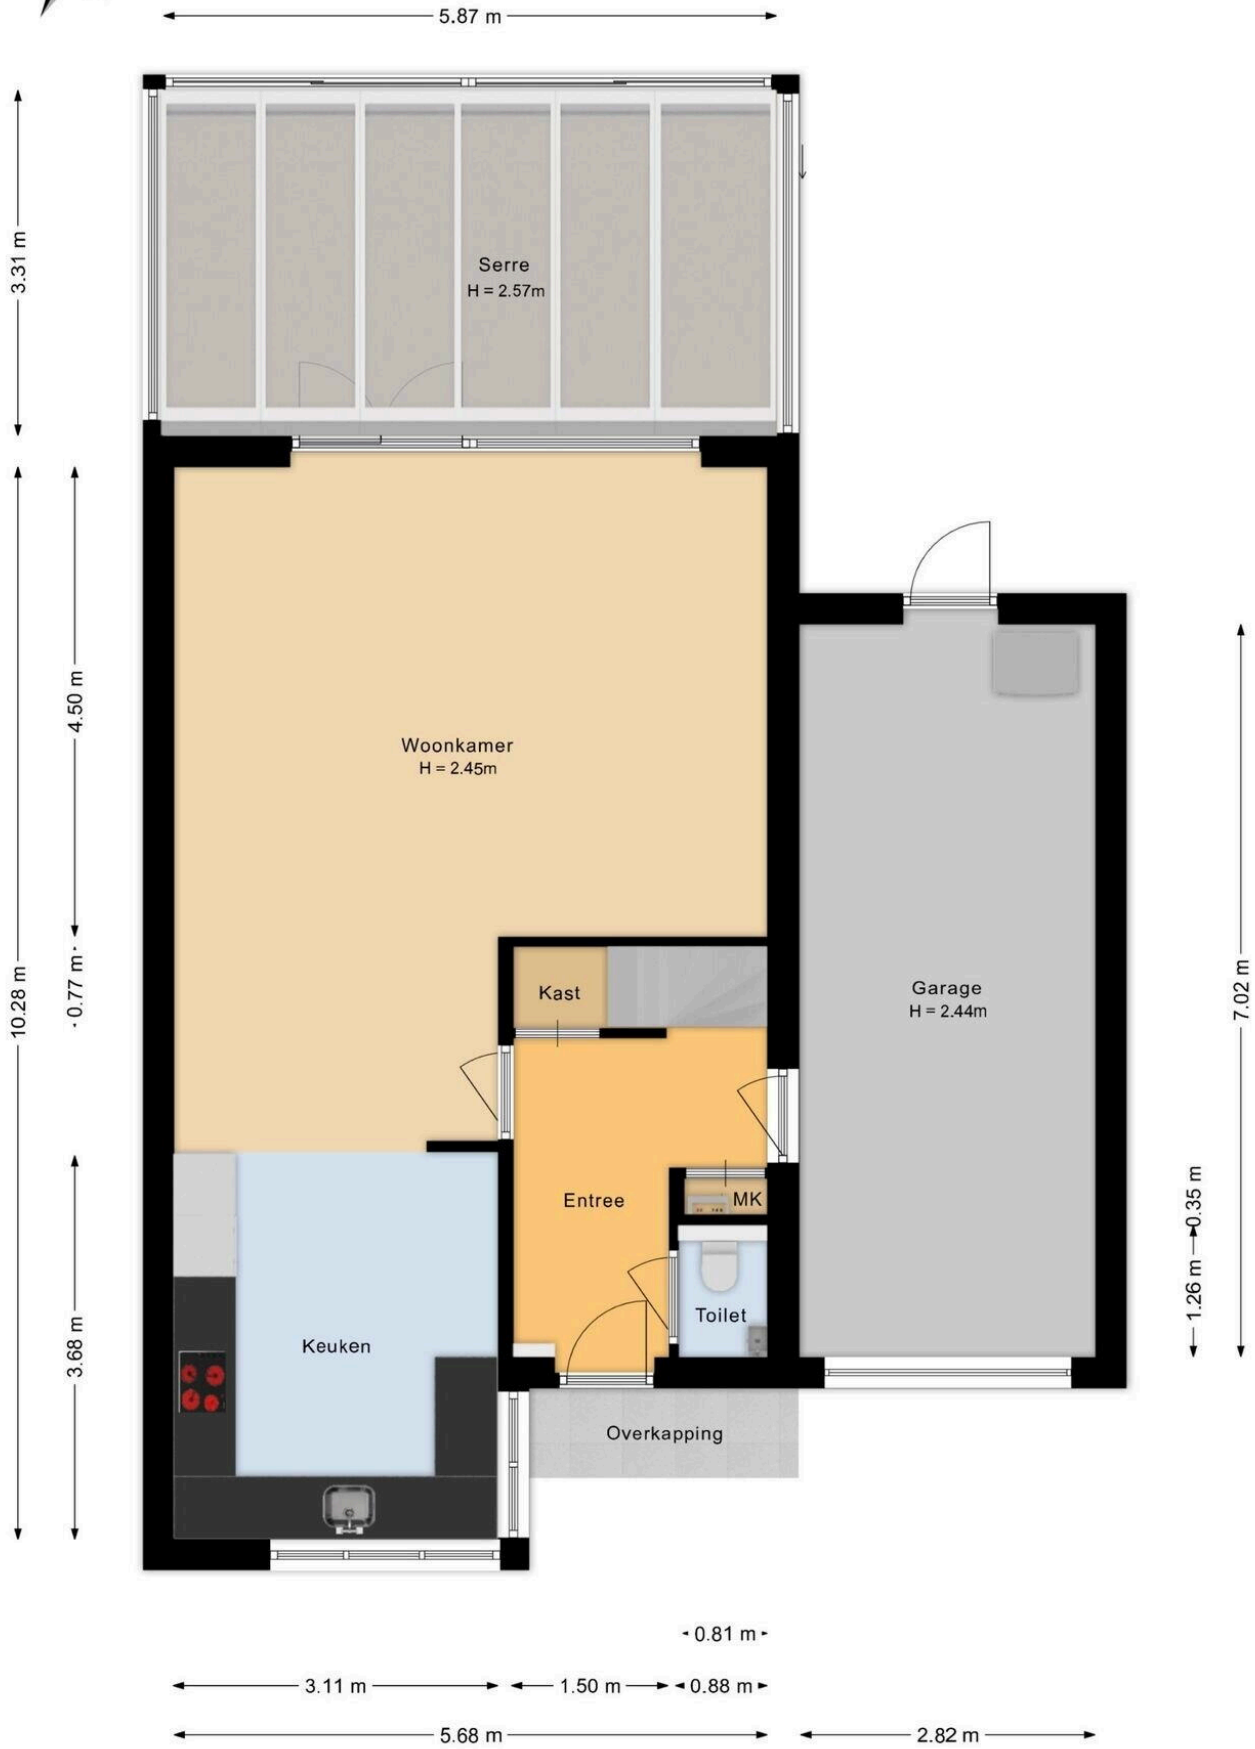 5.87 m
3.31 m
Serre
H = 2.57m
4.50 m
Woonkamer
H = 2.45m
10.28 m
0.77 m
Kast
Garage
H = 2.44m
7.02 m
Entree
MK
0.35 m
1.26 m
Toilet
Keuken
3.68 m
Overkapping
0.81 m
3.11 m
1.50 m
0.88 m
5.68 m
2.82 m